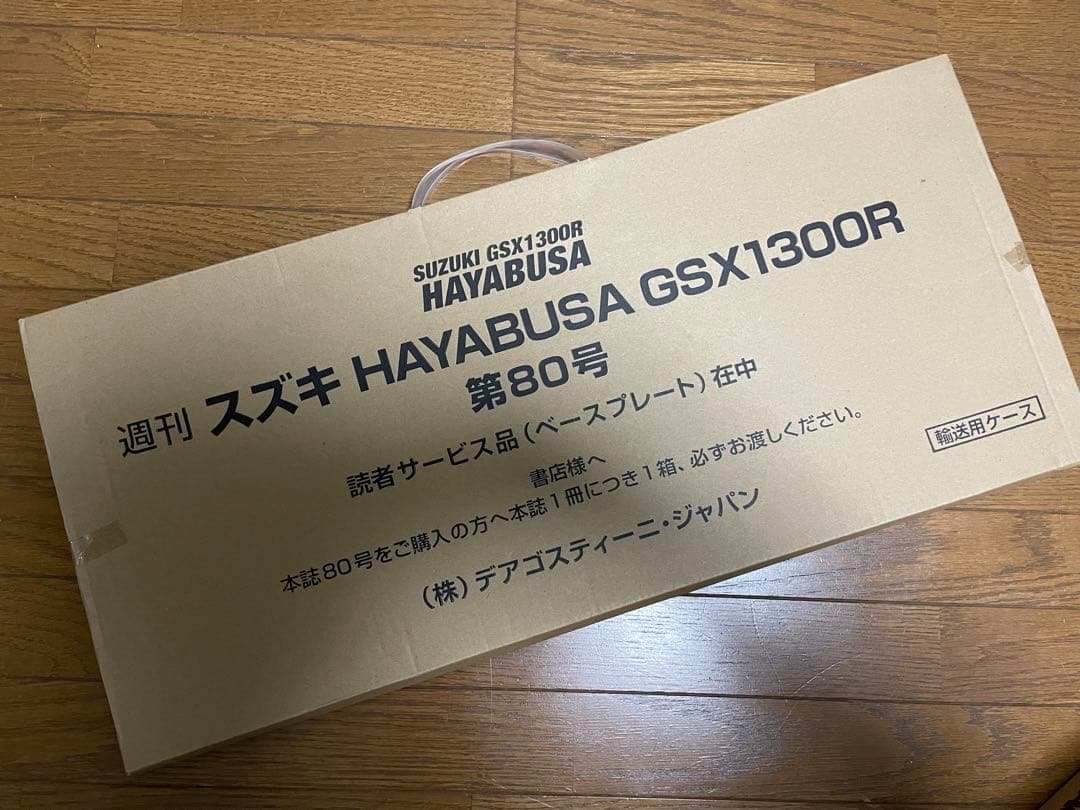 SUZUKI GSX1300R
HAYABUSA
週刊 スズキ HAYABUSA GSX1300R
第80号
読者サービス品(ベースプレート)在中
書店様へ
本誌80号をご購入の方へ本誌1冊につき1箱、必ずお渡しください。
(株)デアゴスティーニ・ジャパン
輸送用ケース